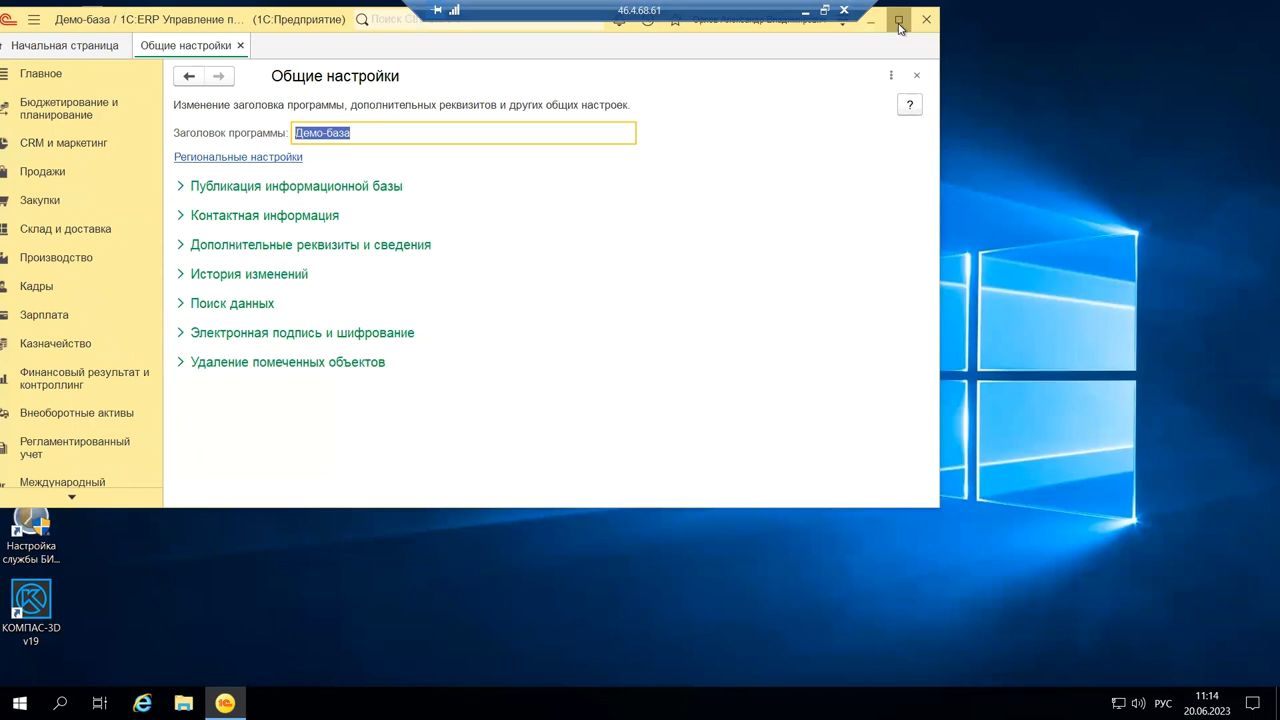 46.4.68.61
Демо-база / 1С:ERP Управление п... (1С:Предприятие)
Начальная страница
Общие настройки
Главное
Бюджетирование и
планирование
CRM и маркетинг
Продажи
Закупки
Склад и доставка
Производство
Кадры
Зарплата
Казначейство
Финансовый результат и
контроллинг
Внеоборотные активы
Регламентированный
учет
Международный
Общие настройки
Изменение заголовка программы, дополнительных реквизитов и других общих настроек.
?
Заголовок программы: Демо-база
Региональные настройки
Публикация информационной базы
Контактная информация
Дополнительные реквизиты и сведения
История изменений
Поиск данных
Электронная подпись и шифрование
Удаление помеченных объектов
Настройка
службы БИ...
КОМПАС-3D
v19
РУС
11:14
20.06.2023